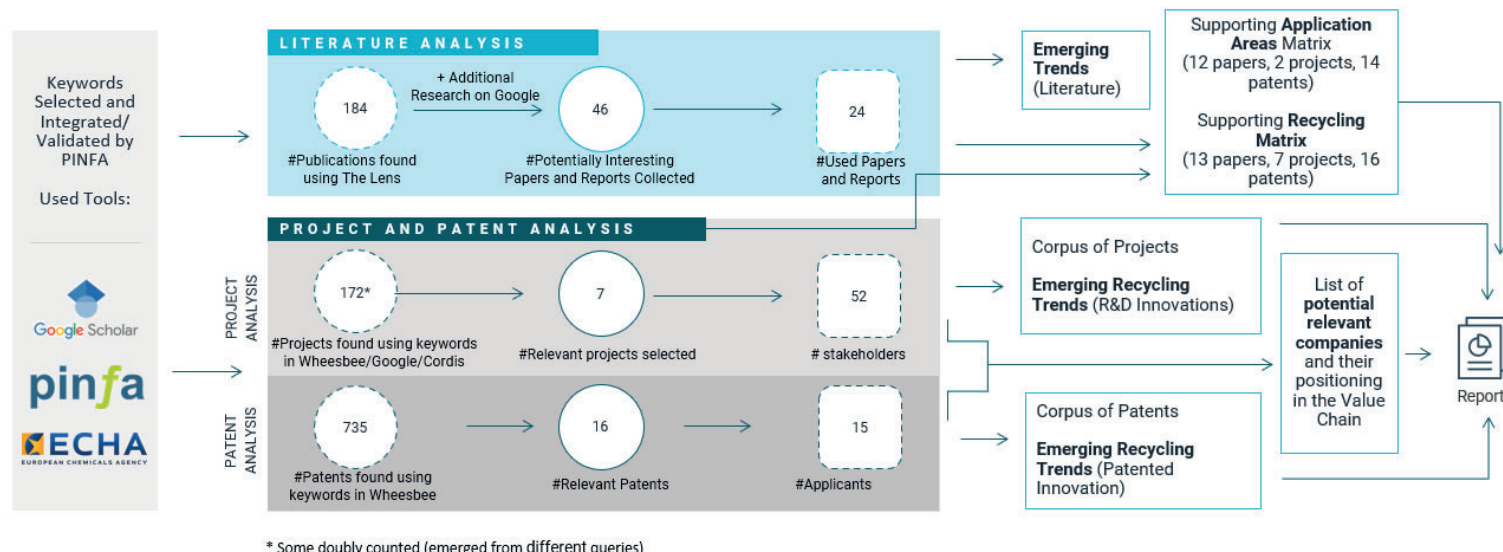 Keywords
Selected and
Integrated/
Validated by
PINFA
Used Tools:
Google Scholar
pinfa
ECHA
EUROPEAN CHEMICALS AGENCY
LITERATURE ANALYSIS
184
+ Additional
Research on Google
46
24
#Publications found
using The Lens
#Potentially Interesting
Papers and Reports Collected
#Used Papers
and Reports
PROJECT AND PATENT ANALYSIS
PROJECT
ANALYSIS
172*
7
52
#Projects found using keywords
in Wheesbee/Google/Cordis
#Relevant projects selected
# stakeholders
PATENT
ANALYSIS
735
16
15
#Patents found using
keywords in Wheesbee
#Relevant Patents
#Applicants
Emerging
Trends
(Literature)
Supporting Application
Areas Matrix
(12 papers, 2 projects, 14
patents)
Supporting Recycling
Matrix
(13 papers, 7 projects, 16
patents)
Corpus of Projects
Emerging Recycling
Trends (R&D Innovations)
Corpus of Patents
Emerging Recycling
Trends (Patented
Innovation)
List of
potential
relevant
companies
and their
positioning
in the Value
Chain
Report
* Some doubly counted (emerged from different queries)